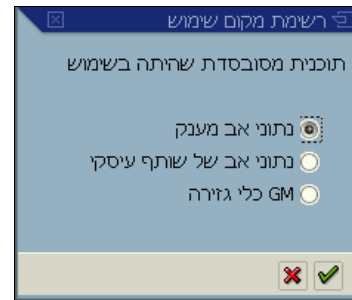 רשימת מקום שימוש
תוכנית מסובסדת שהיתה בשימוש
נתוני אב מענק
נתוני אב של שותף עיסקי
GM כלי גזירה